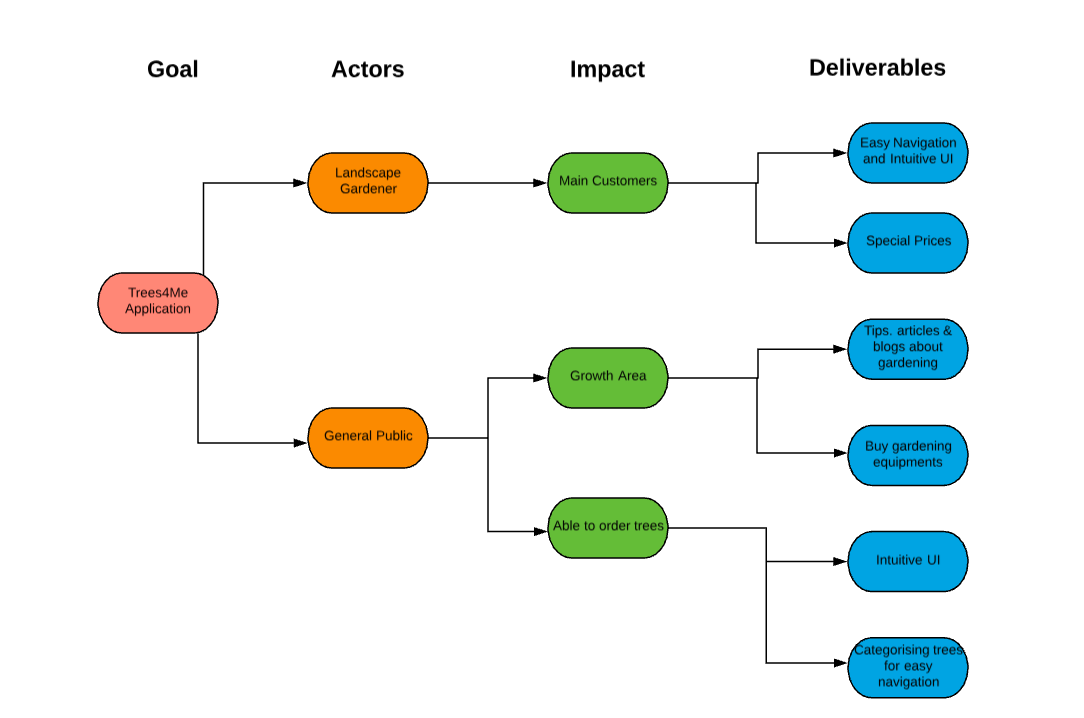 Goal
Actors
Impact
Deliverables
Trees4Me
Application
Landscape
Gardener
General Public
Main Customers
Growth Area
Able to order trees
Easy Navigation
and Intuitive UI
Special Prices
Tips. articles &
blogs about
gardening
Buy gardening
equipments
Intuitive UI
Categorising trees
for easy
navigation